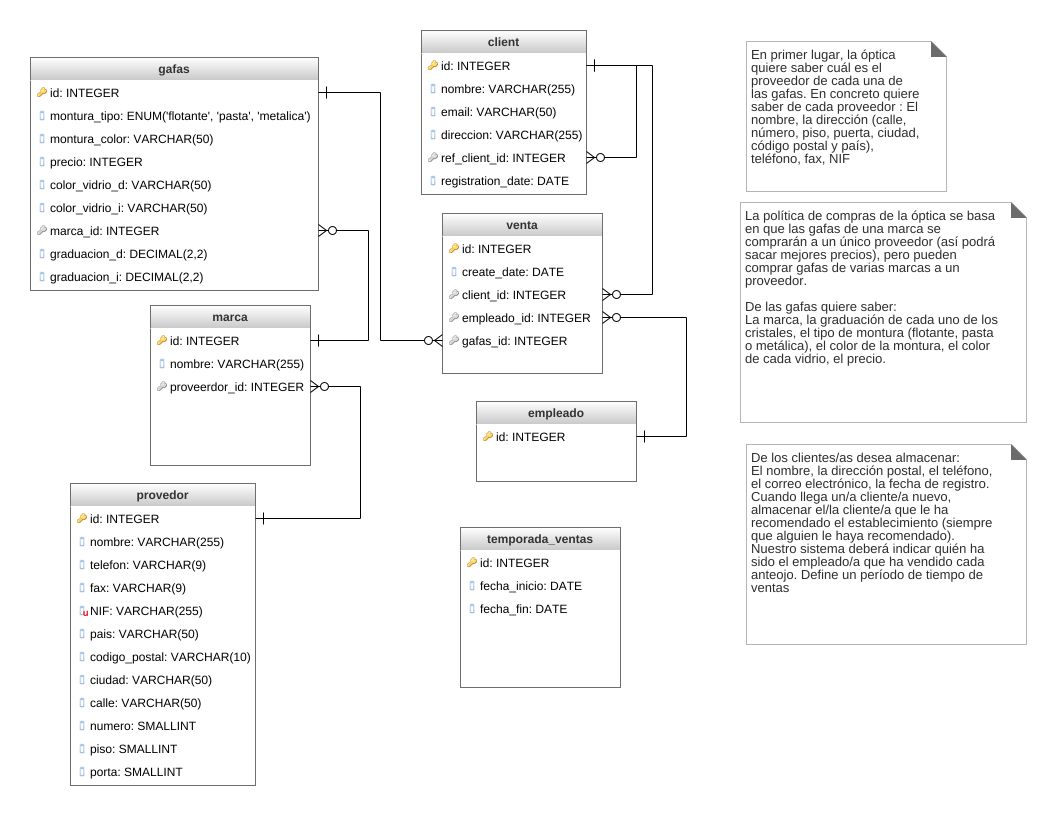 gafas
id: INTEGER
montura_tipo: ENUM('flotante', 'pasta', 'metalica')
montura_color: VARCHAR(50)
precio: INTEGER
color_vidrio_d: VARCHAR(50)
color_vidrio_i: VARCHAR(50)
marca_id: INTEGER
graduacion_d: DECIMAL(2,2)
graduacion_i: DECIMAL(2,2)
marca
id: INTEGER
nombre: VARCHAR(255)
proveerdor_id: INTEGER
provedor
id: INTEGER
nombre: VARCHAR(255)
telefon: VARCHAR(9)
fax: VARCHAR(9)
u NIF: VARCHAR(255)
pais: VARCHAR(50)
codigo_postal: VARCHAR(10)
ciudad: VARCHAR(50)
calle: VARCHAR(50)
numero: SMALLINT
piso: SMALLINT
porta: SMALLINT
client
id: INTEGER
nombre: VARCHAR(255)
email: VARCHAR(50)
direccion: VARCHAR(255)
ref_client_id: INTEGER
registration_date: DATE
venta
id: INTEGER
create_date: DATE
client_id: INTEGER
empleado_id: INTEGER
gafas_id: INTEGER
empleado
id: INTEGER
temporada_ventas
id: INTEGER
fecha_inicio: DATE
fecha_fin: DATE
En primer lugar, la óptica
quiere saber cuál es el
proveedor de cada una de
las gafas. En concreto quiere
saber de cada proveedor : El
nombre, la dirección (calle,
número, piso, puerta, ciudad,
código postal y país),
teléfono, fax, NIF
La política de compras de la óptica se basa
en que las gafas de una marca se
comprarán a un único proveedor (así podrá
sacar mejores precios), pero pueden
comprar gafas de varias marcas a un
proveedor.
De las gafas quiere saber:
La marca, la graduación de cada uno de los
cristales, el tipo de montura (flotante, pasta
o metálica), el color de la montura, el color
de cada vidrio, el precio.
De los clientes/as desea almacenar:
El nombre, la dirección postal, el teléfono,
el correo electrónico, la fecha de registro.
Cuando llega un/a cliente/a nuevo,
almacenar el/la cliente/a que le ha
recomendado el establecimiento (siempre
que alguien le haya recomendado).
Nuestro sistema deberá indicar quién ha
sido el empleado/a que ha vendido cada
anteojo. Define un período de tiempo de
ventas